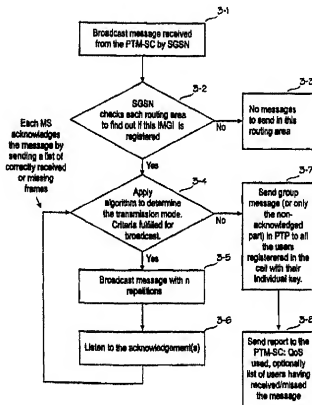 3-1
Broadcast message received
from the PTM-SC by SGSN
3-2
SGSN
checks each routing area
to find out if this IMGI is
registered
No
3-3
No messages
to send in this
routing area
Each MS
acknowledges
the message by
sending a list of
correctly received
or missing
frames
Yes
3-4
Apply
algorithm to determine
the transmission mode.
Criteria fulfilled for
broadcast.
No
3-7
Send group
message (or only
the non-
acknowledged
part) in PTP to all
the users
registerered in the
cell with their
individual key.
Yes
3-5
Broadcast message with n
repetitions
3-6
Listen to the acknowledgement(s)
3-8
Send report to
the PTM-SC: QoS
used, optionally
list of users having
received/missed
the message